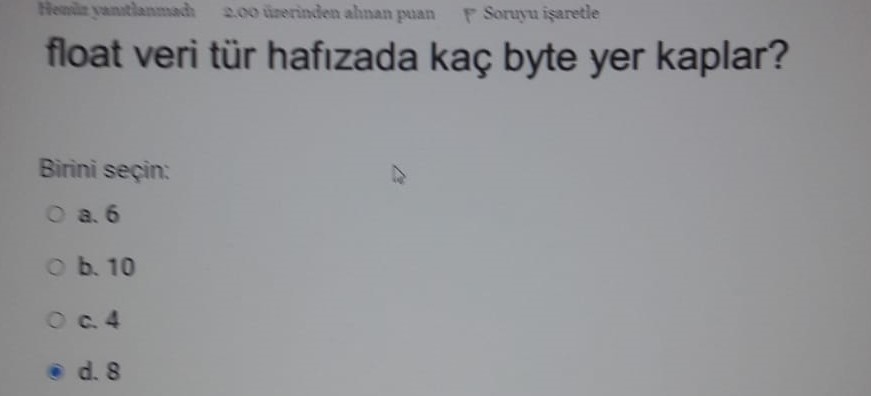 Henüz yanıtlanmadı 2.00 üzerinden alınan puan Soruyu işaretle
float veri tür hafızada kaç byte yer kaplar?
Birini seçin:
a. 6
b. 10
c. 4
d. 8